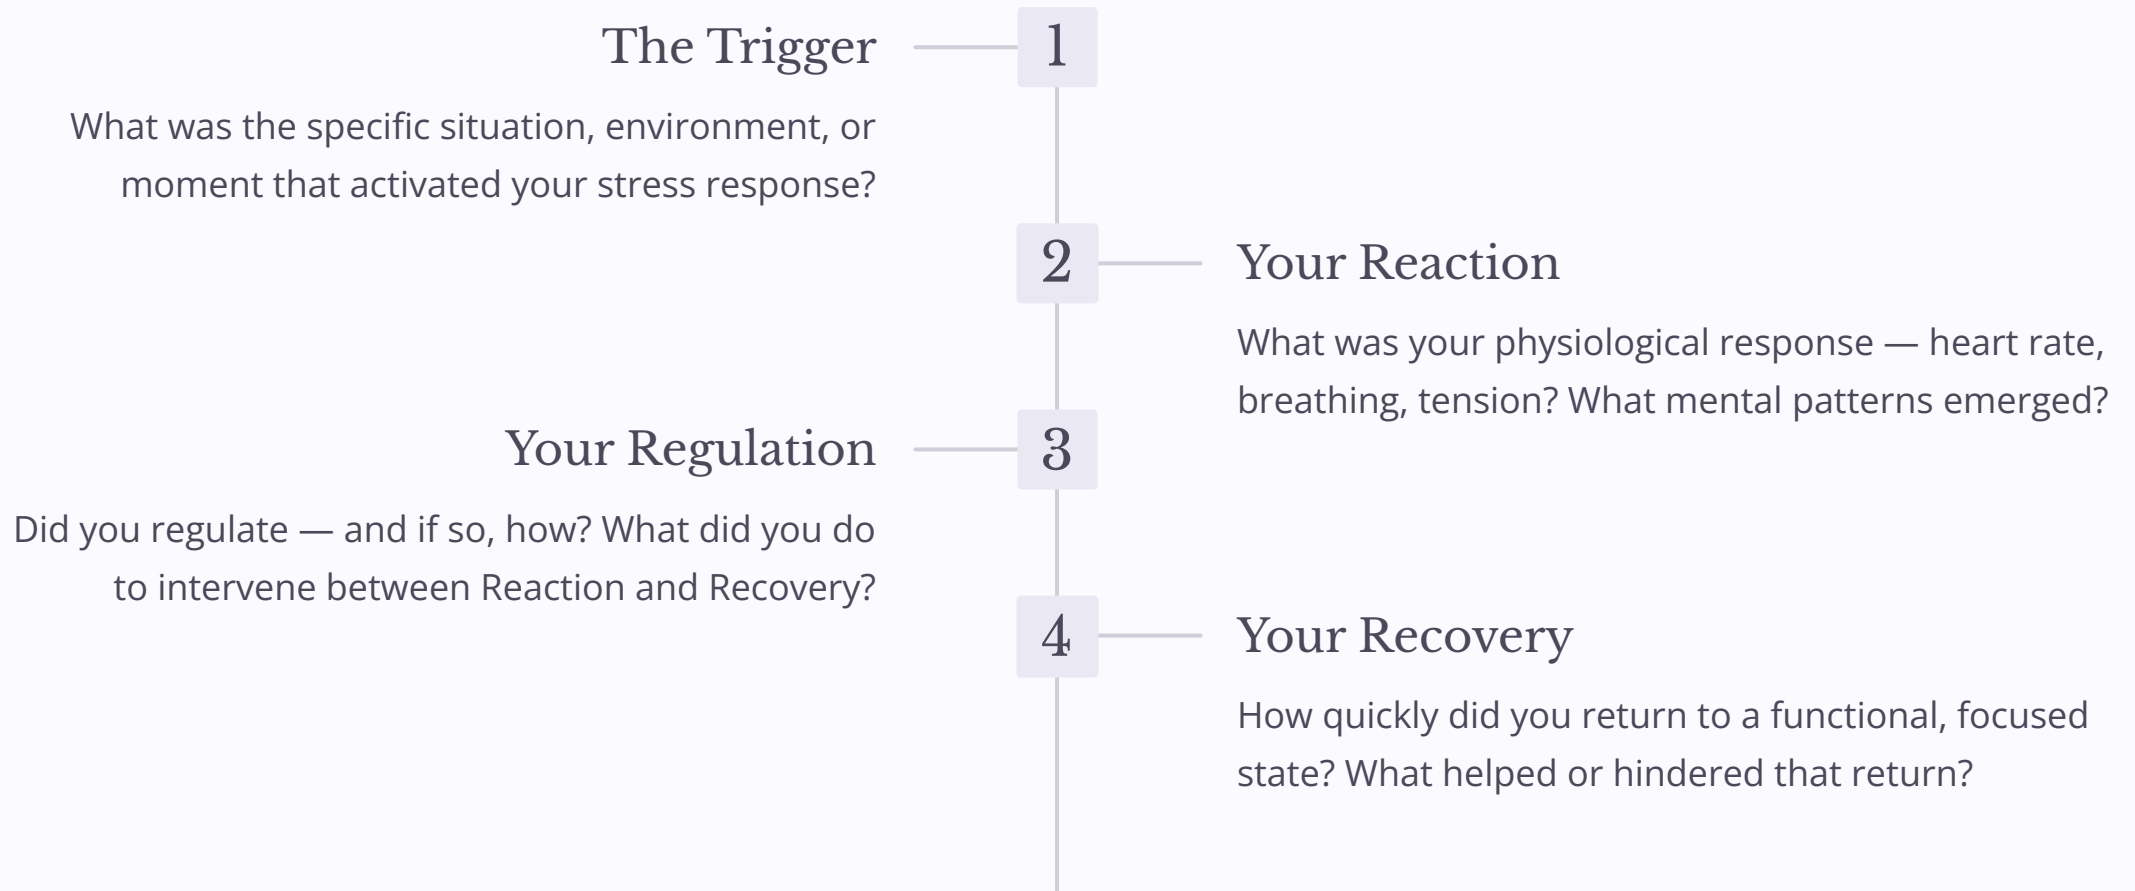 The Trigger
1
What was the specific situation, environment, or
moment that activated your stress response?
2
Your Reaction
What was your physiological response — heart rate,
breathing, tension? What mental patterns emerged?
Your Regulation
3
Did you regulate — and if so, how? What did you do
to intervene between Reaction and Recovery?
4
Your Recovery
How quickly did you return to a functional, focused
state? What helped or hindered that return?